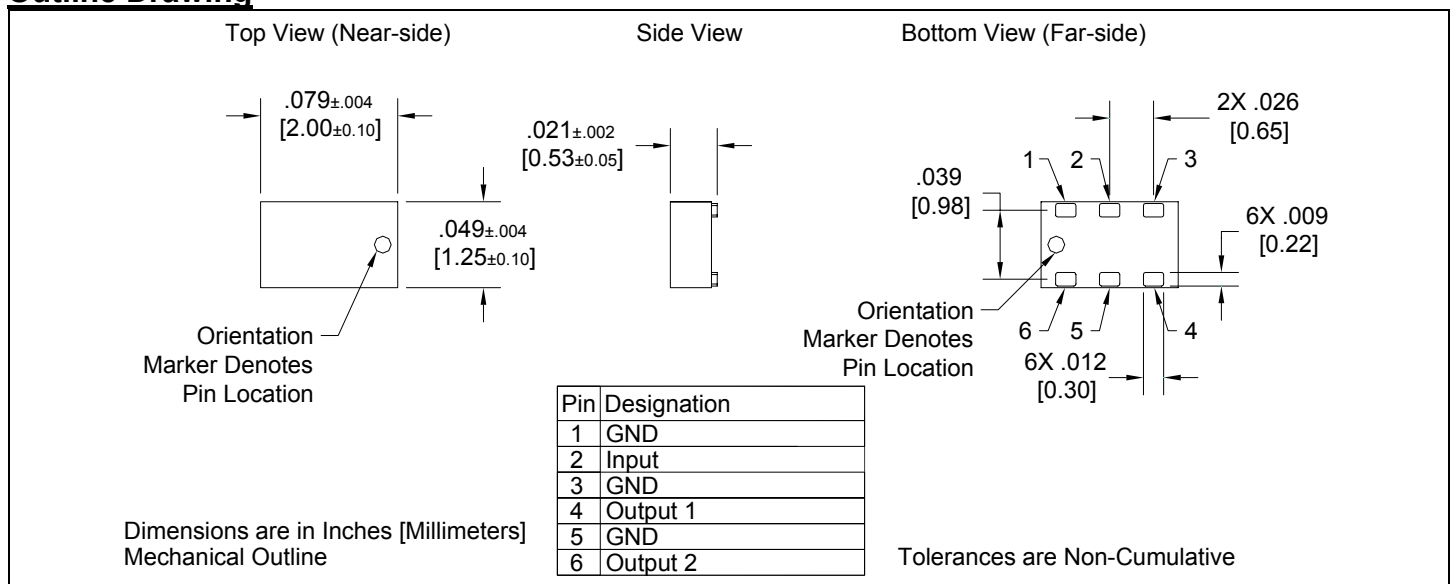 Outline Drawing
Top View (Near-side)
Side View
Bottom View (Far-side)
.079±.004
[2.00±0.10]
.049±.004
[1.25±0.10]
Orientation
Marker Denotes
Pin Location
.021±.002
[0.53±0.05]
2X .026
[0.65]
1
2
3
.039
[0.98]
6X .009
[0.22]
Orientation
Marker Denotes
Pin Location
6
5
4
6X .012
[0.30]
Pin Designation
1 GND
2 Input
3 GND
4 Output 1
5 GND
6 Output 2
Dimensions are in Inches [Millimeters]
Mechanical Outline
Tolerances are Non-Cumulative